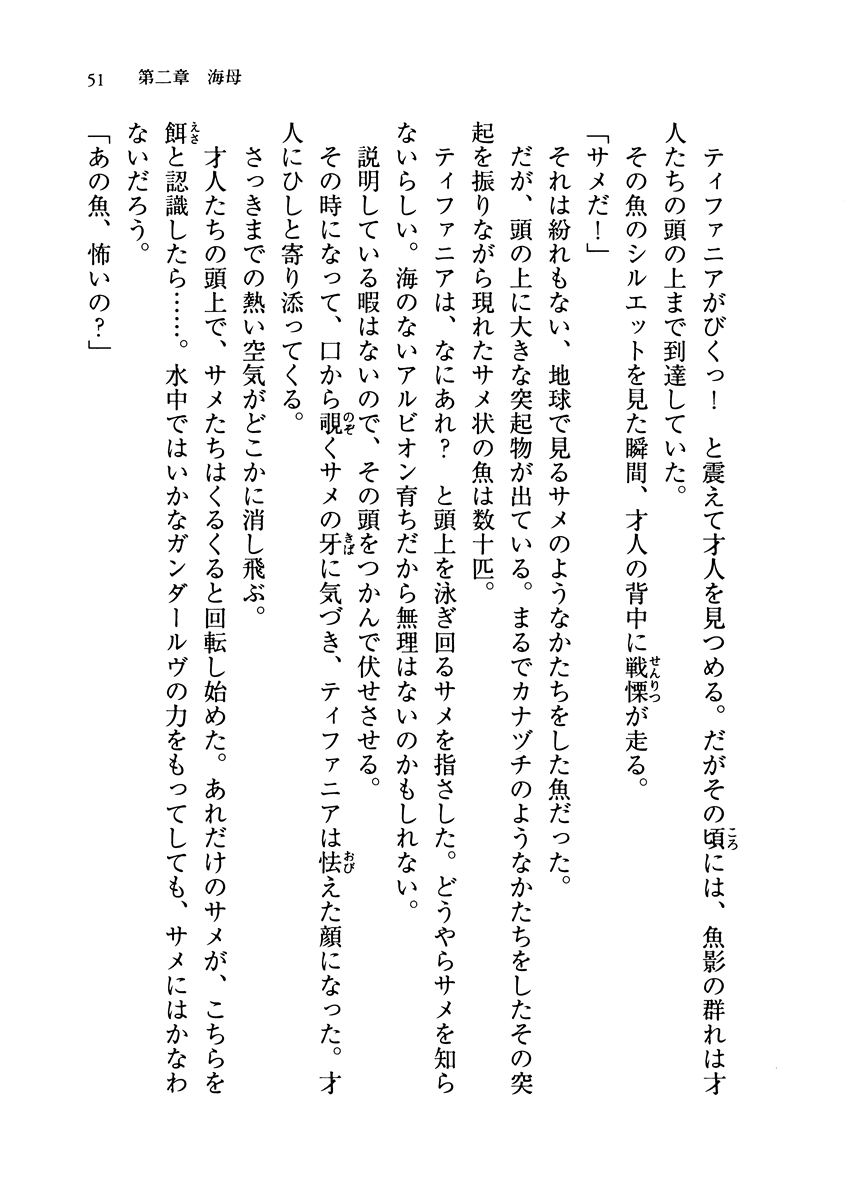 51　第二章　海母
ティファニアがびくっ！　と震えて才人を見つめる。だがその頃には、魚影の群れは才
人たちの頭の上まで到達していた。
その魚のシルエットを見た瞬間、才人の背中に戦慄が走る。
「サメだ！」
それは紛れもない、地球で見るサメのようなかたちをした魚だった。
だが、頭の上に大きな突起物が出ている。まるでカナヅチのようなかたちをしたその突
起を振りながら現れたサメ状の魚は数十匹。
ティファニアは、なにあれ？　と頭上を泳ぎ回るサメを指さした。どうやらサメを知ら
ないらしい。海のないアルビオン育ちだから無理はないのかもしれない。
説明している暇はないので、その頭をつかんで伏せさせる。
その時になって、口から覗くサメの牙に気づき、ティファニアは怯えた顔になった。才
人にひしと寄り添ってくる。
さっきまでの熱い空気がどこかに消し飛ぶ。
才人たちの頭上で、サメたちはくるくると回転し始めた。あれだけのサメが、こちらを
餌と認識したら……。水中ではいかなガンダールヴの力をもってしても、サメにはかなわ
ないだろう。
「あの魚、怖いの？」